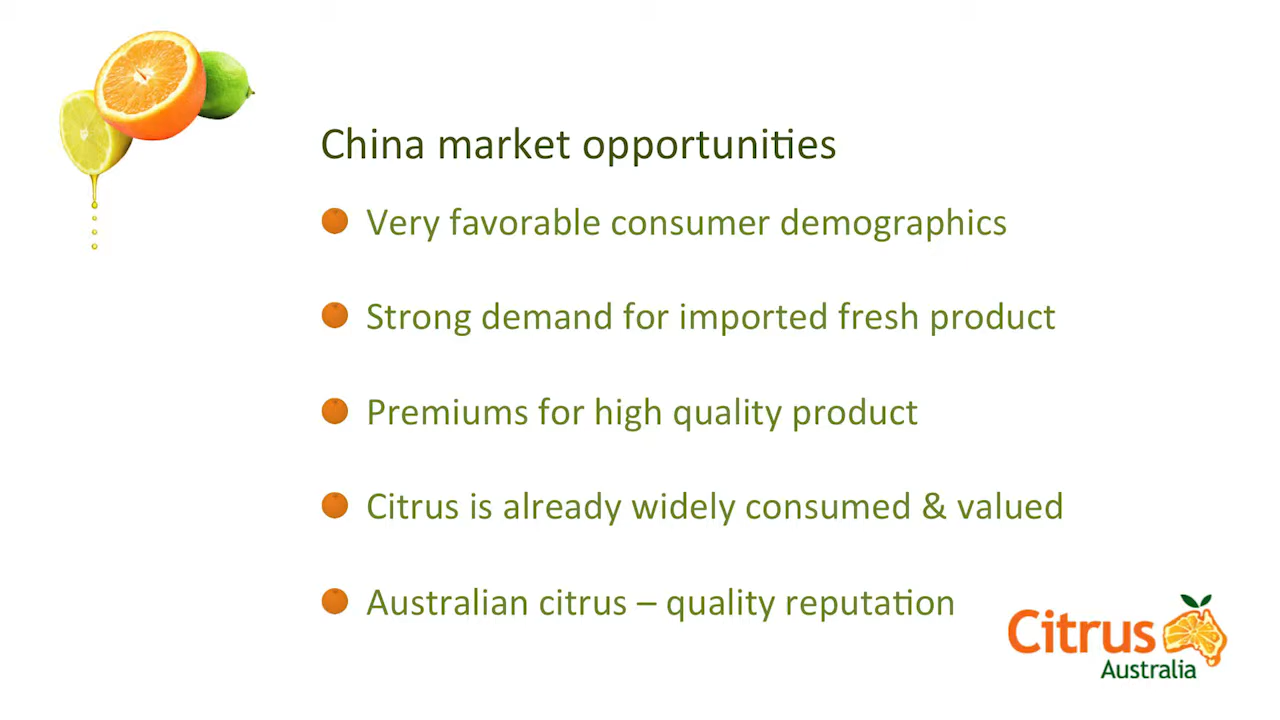 China market opportunities
Very favorable consumer demographics
Strong demand for imported fresh product
Premiums for high quality product
Citrus is already widely consumed & valued
Australian citrus – quality reputation
Citrus
Australia